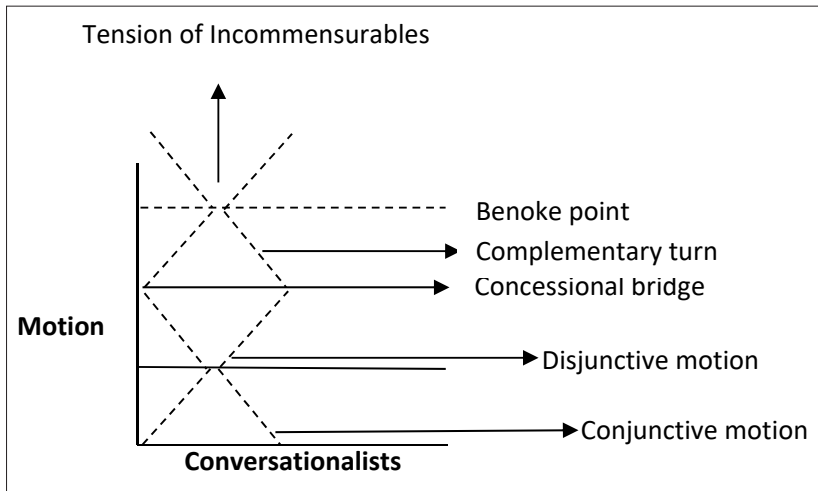 Tension of Incommensurables
Benoke point
Complementary turn
Concessional bridge
Motion
Disjunctive motion
Conjunctive motion
Conversationalists